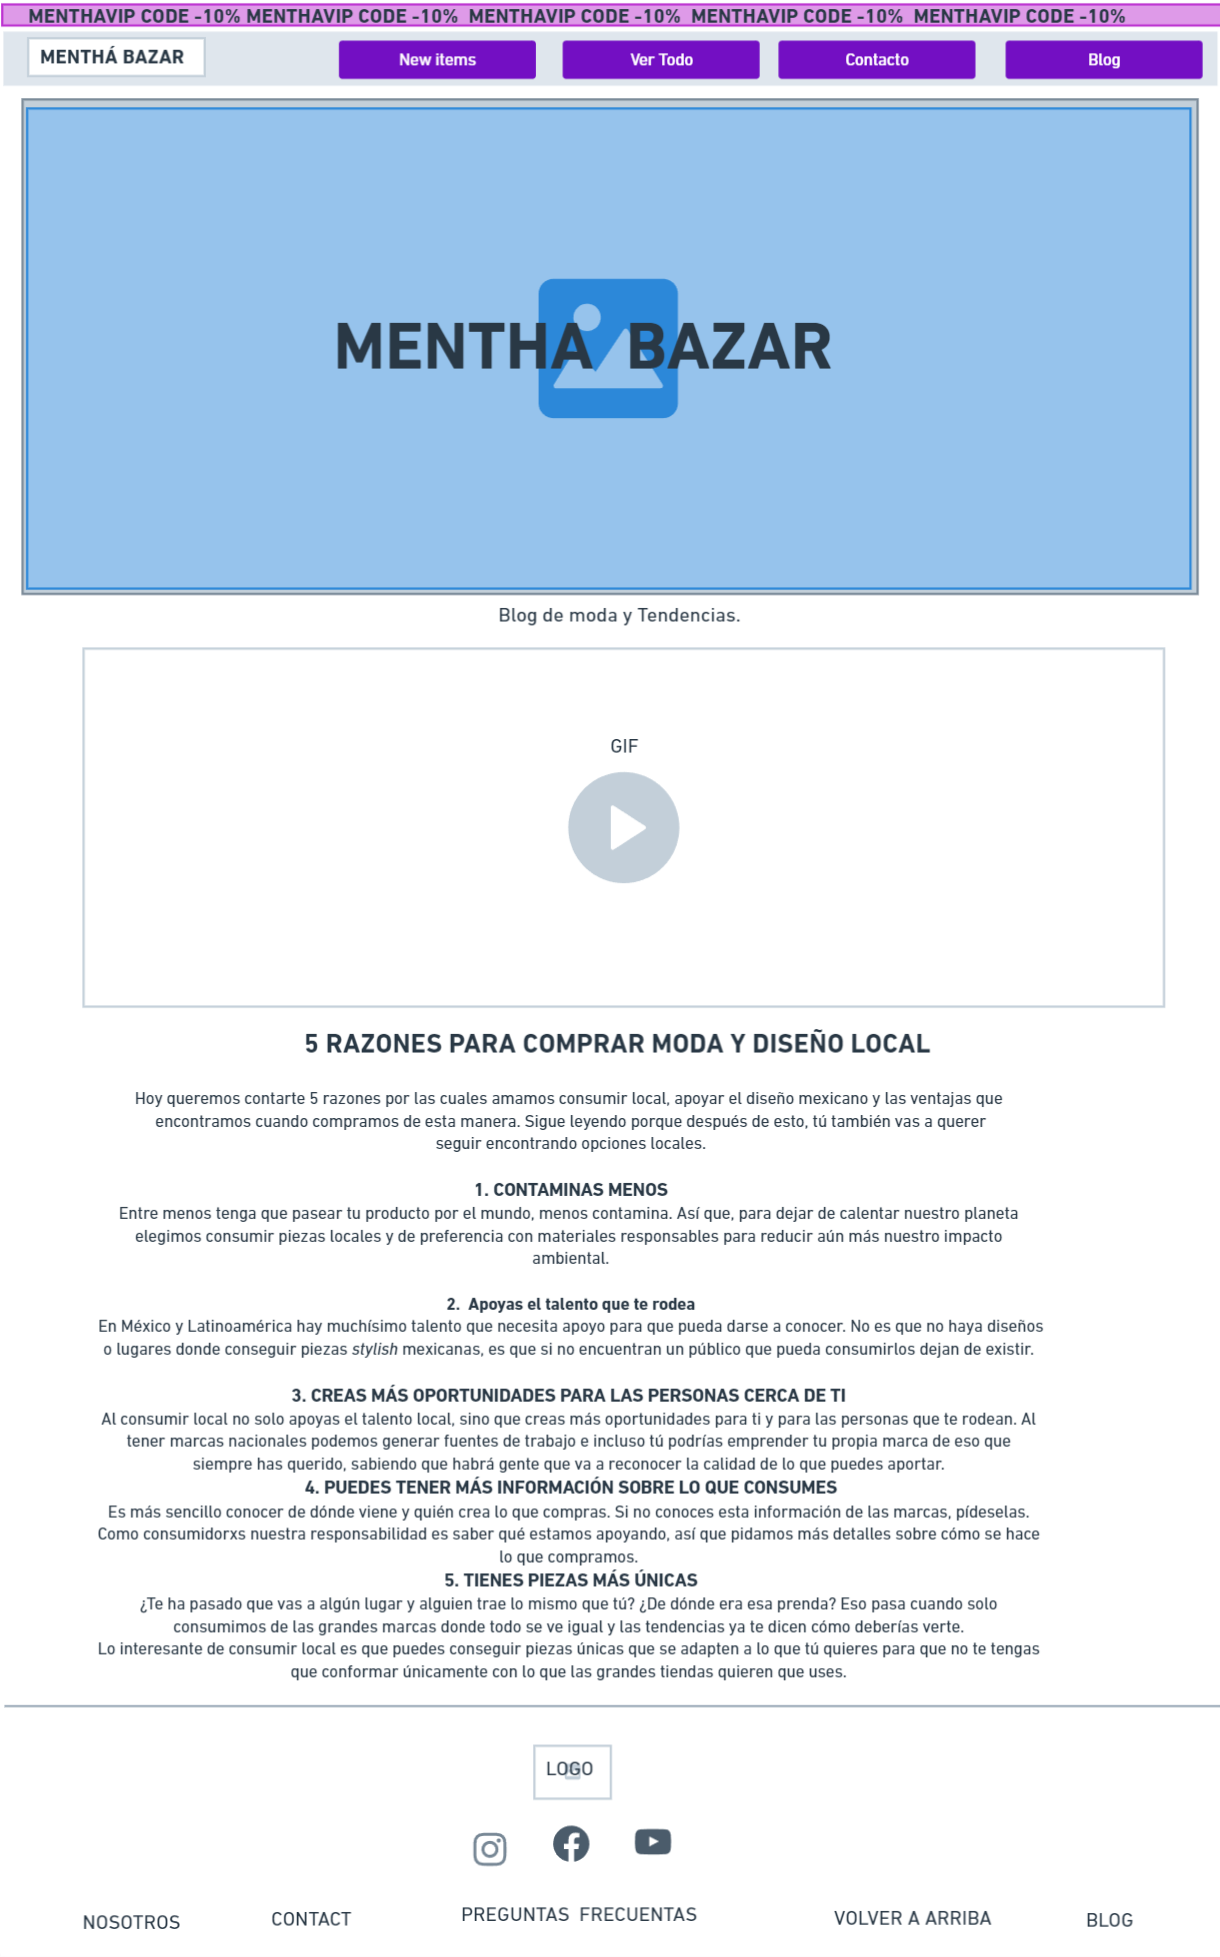 MENTHAVIP CODE -10% MENTHAVIP CODE -10% MENTHAVIP CODE -10% MENTHAVIP CODE -10% MENTHAVIP CODE -10%
MENTHÁ BAZAR
New items
Ver Todo
Contacto
Blog
MENTHA BAZAR
Blog de moda y Tendencias.
GIF
5 RAZONES PARA COMPRAR MODA Y DISEÑO LOCAL
Hoy queremos contarte 5 razones por las cuales amamos consumir local, apoyar el diseño mexicano y las ventajas que
encontramos cuando compramos de esta manera. Sigue leyendo porque después de esto, tú también vas a querer
seguir encontrando opciones locales.
1. CONTAMINAS MENOS
Entre menos tenga que pasear tu producto por el mundo, menos contamina. Así que, para dejar de calentar nuestro planeta
elegimos consumir piezas locales y de preferencia con materiales responsables para reducir aún más nuestro impacto
ambiental.
2. Apoyas el talento que te rodea
En México y Latinoamérica hay muchísimo talento que necesita apoyo para que pueda darse a conocer. No es que no haya diseños
o lugares donde conseguir piezas stylish mexicanas, es que si no encuentran un público que pueda consumirlos dejan de existir.
3. CREAS MÁS OPORTUNIDADES PARA LAS PERSONAS CERCA DE TI
Al consumir local no solo apoyas el talento local, sino que creas más oportunidades para ti y para las personas que te rodean. Al
tener marcas nacionales podemos generar fuentes de trabajo e incluso tú podrías emprender tu propia marca de eso que
siempre has querido, sabiendo que habrá gente que va a reconocer la calidad de lo que puedes aportar.
4. PUEDES TENER MÁS INFORMACIÓN SOBRE LO QUE CONSUMES
Es más sencillo conocer de dónde viene y quién crea lo que compras. Si no conoces esta información de las marcas, pídeselas.
Como consumidorxs nuestra responsabilidad es saber qué estamos apoyando, así que pidamos más detalles sobre cómo se hace
lo que compramos.
5. TIENES PIEZAS MÁS ÚNICAS
¿Te ha pasado que vas a algún lugar y alguien trae lo mismo que tú? ¿De dónde era esa prenda? Eso pasa cuando solo
consumimos de las grandes marcas donde todo se ve igual y las tendencias ya te dicen cómo deberías verte.
Lo interesante de consumir local es que puedes conseguir piezas únicas que se adapten a lo que tú quieres para que no te tengas
que conformar únicamente con lo que las grandes tiendas quieren que uses.
LOGO
NOSOTROS
CONTACT
PREGUNTAS FRECUENTAS
VOLVER A ARRIBA
BLOG